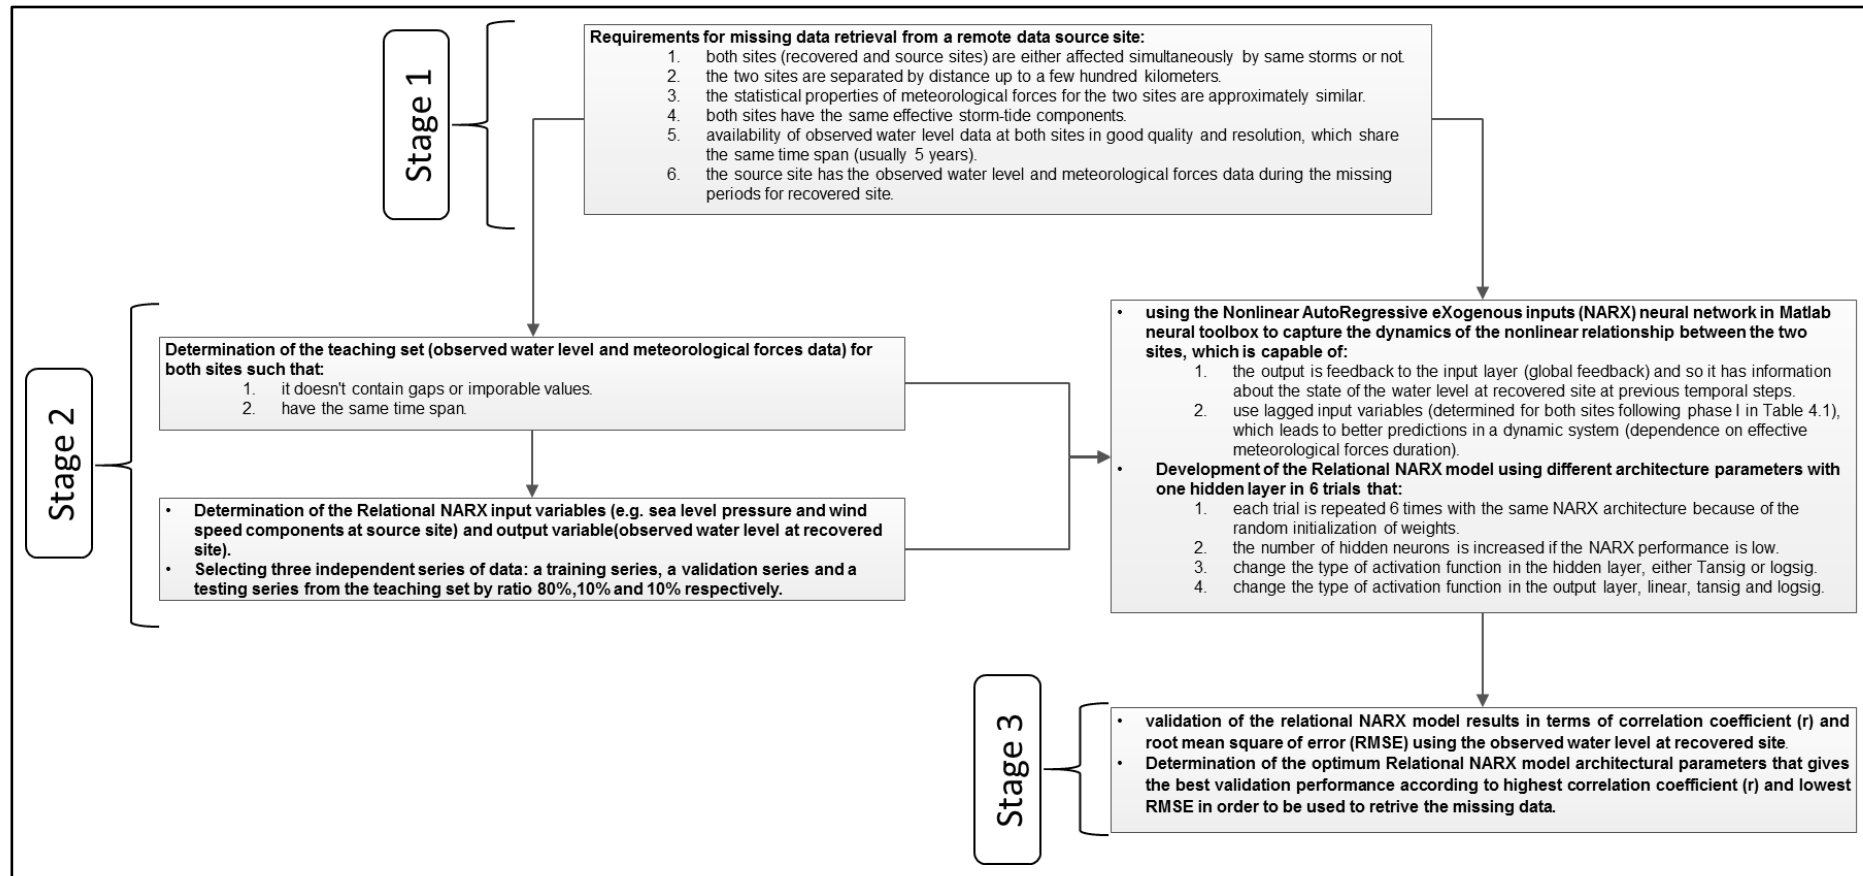 Stage 1
Requirements for missing data retrieval from a remote data source site:
1. both sites (recovered and source sites) are either affected simultaneously by same storms or not.
2. the two sites are separated by distance up to a few hundred kilometers.
3. the statistical properties of meteorological forces for the two sites are approximately similar.
4. both sites have the same effective storm-tide components.
5. availability of observed water level data at both sites in good quality and resolution, which share
the same time span (usually 5 years).
6. the source site has the observed water level and meteorological forces data during the missing
periods for recovered site.
Stage 2
Determination of the teaching set (observed water level and meteorological forces data) for
both sites such that:
1. it doesn't contain gaps or imporable values.
2. have the same time span.
• Determination of the Relational NARX input variables (e.g. sea level pressure and wind
speed components at source site) and output variable(observed water level at recovered
site).
• Selecting three independent series of data: a training series, a validation series and a
testing series from the teaching set by ratio 80%,10% and 10% respectively.
• using the Nonlinear AutoRegressive eXogenous inputs (NARX) neural network in Matlab
neural toolbox to capture the dynamics of the nonlinear relationship between the two
sites, which is capable of:
1. the output is feedback to the input layer (global feedback) and so it has information
about the state of the water level at recovered site at previous temporal steps.
2. use lagged input variables (determined for both sites following phase I in Table 4.1),
which leads to better predictions in a dynamic system (dependence on effective
meteorological forces duration).
• Development of the Relational NARX model using different architecture parameters with
one hidden layer in 6 trials that:
1. each trial is repeated 6 times with the same NARX architecture because of the
random initialization of weights.
2. the number of hidden neurons is increased if the NARX performance is low.
3. change the type of activation function in the hidden layer, either Tansig or logsig.
4. change the type of activation function in the output layer, linear, tansig and logsig.
Stage 3
• validation of the relational NARX model results in terms of correlation coefficient (r) and
root mean square of error (RMSE) using the observed water level at recovered site.
• Determination of the optimum Relational NARX model architectural parameters that gives
the best validation performance according to highest correlation coefficient (r) and lowest
RMSE in order to be used to retrive the missing data.